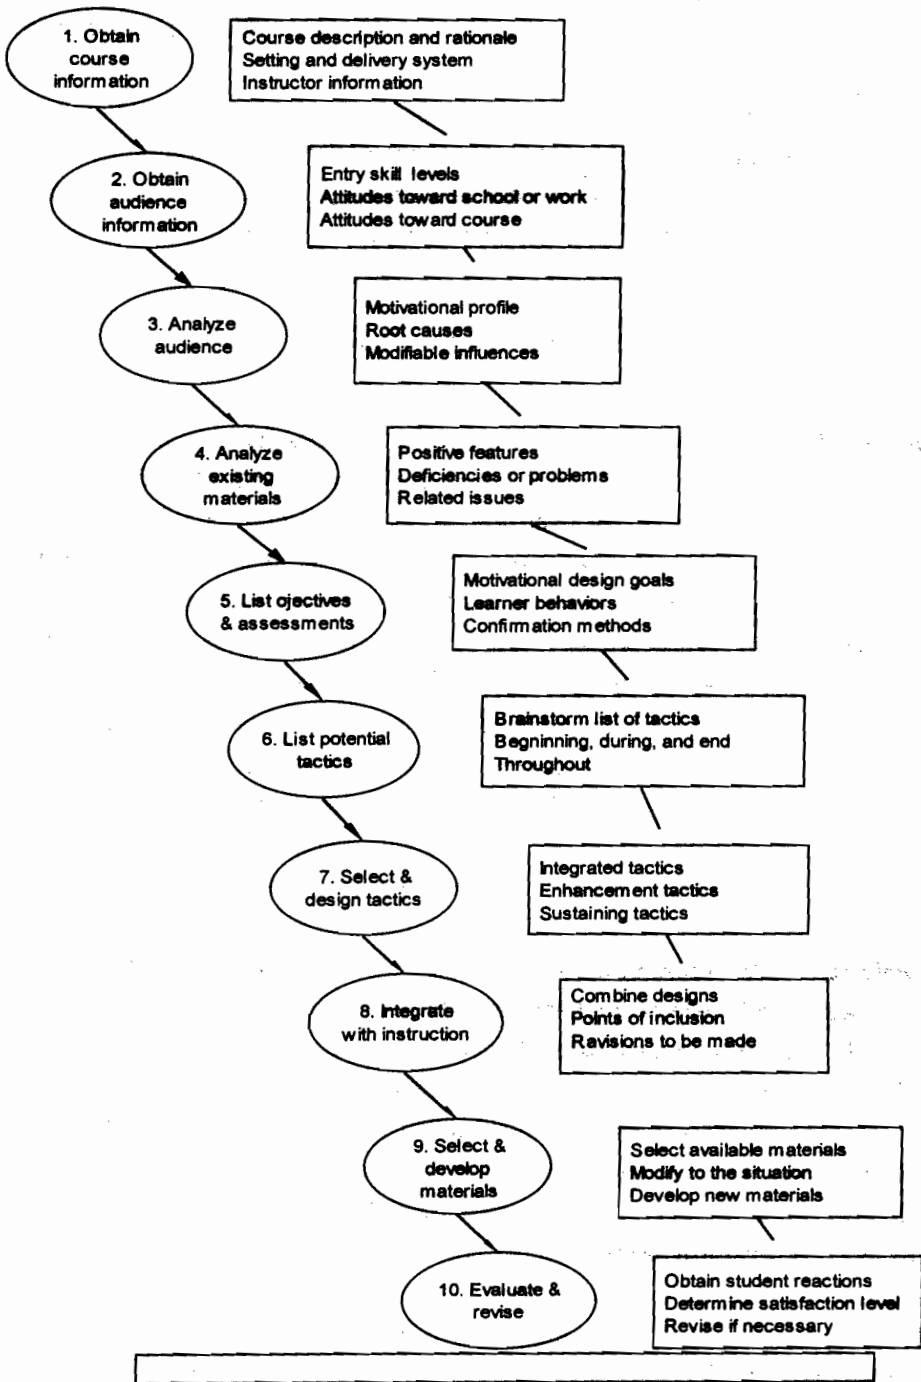 1. Obtain
course
information
Course description and rationale
Setting and delivery system
Instructor information
2. Obtain
audience
information
Entry skill levels
Attitudes toward school or work
Attitudes toward course
3. Analyze
audience
Motivational profile
Root causes
Modifiable influences
4. Analyze
existing
materials
Positive features
Deficiencies or problems
Related issues
5. List ojectives
& assessments
Motivational design goals
Learner behaviors
Confirmation methods
6. List potential
tactics
Brainstorm list of tactics
Begninning, during, and end
Throughout
7. Select &
design tactics
Integrated tactics
Enhancement tactics
Sustaining tactics
8. Integrate
with instruction
Combine designs
Points of inclusion
Ravisions to be made
9. Select &
develop
materials
Select available materials
Modify to the situation
Develop new materials
10. Evaluate &
revise
Obtain student reactions
Determine satisfaction level
Revise if necessary